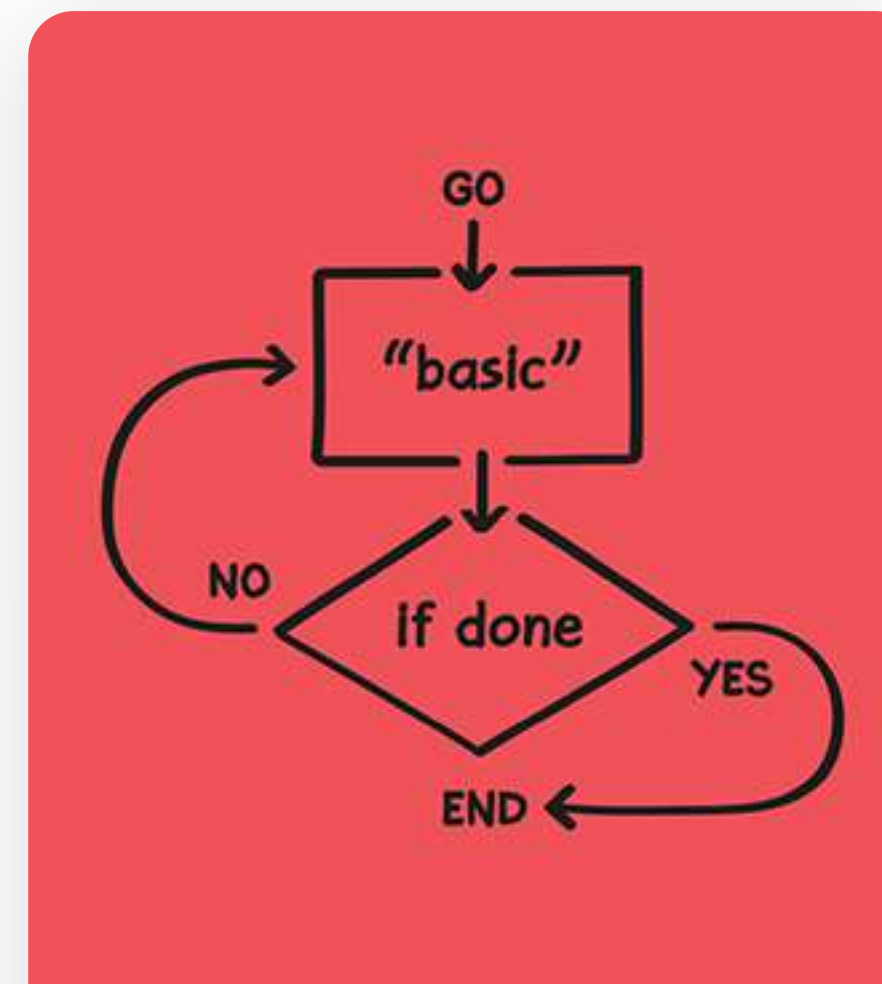 GO
“basic”
if done
NO
YES
END